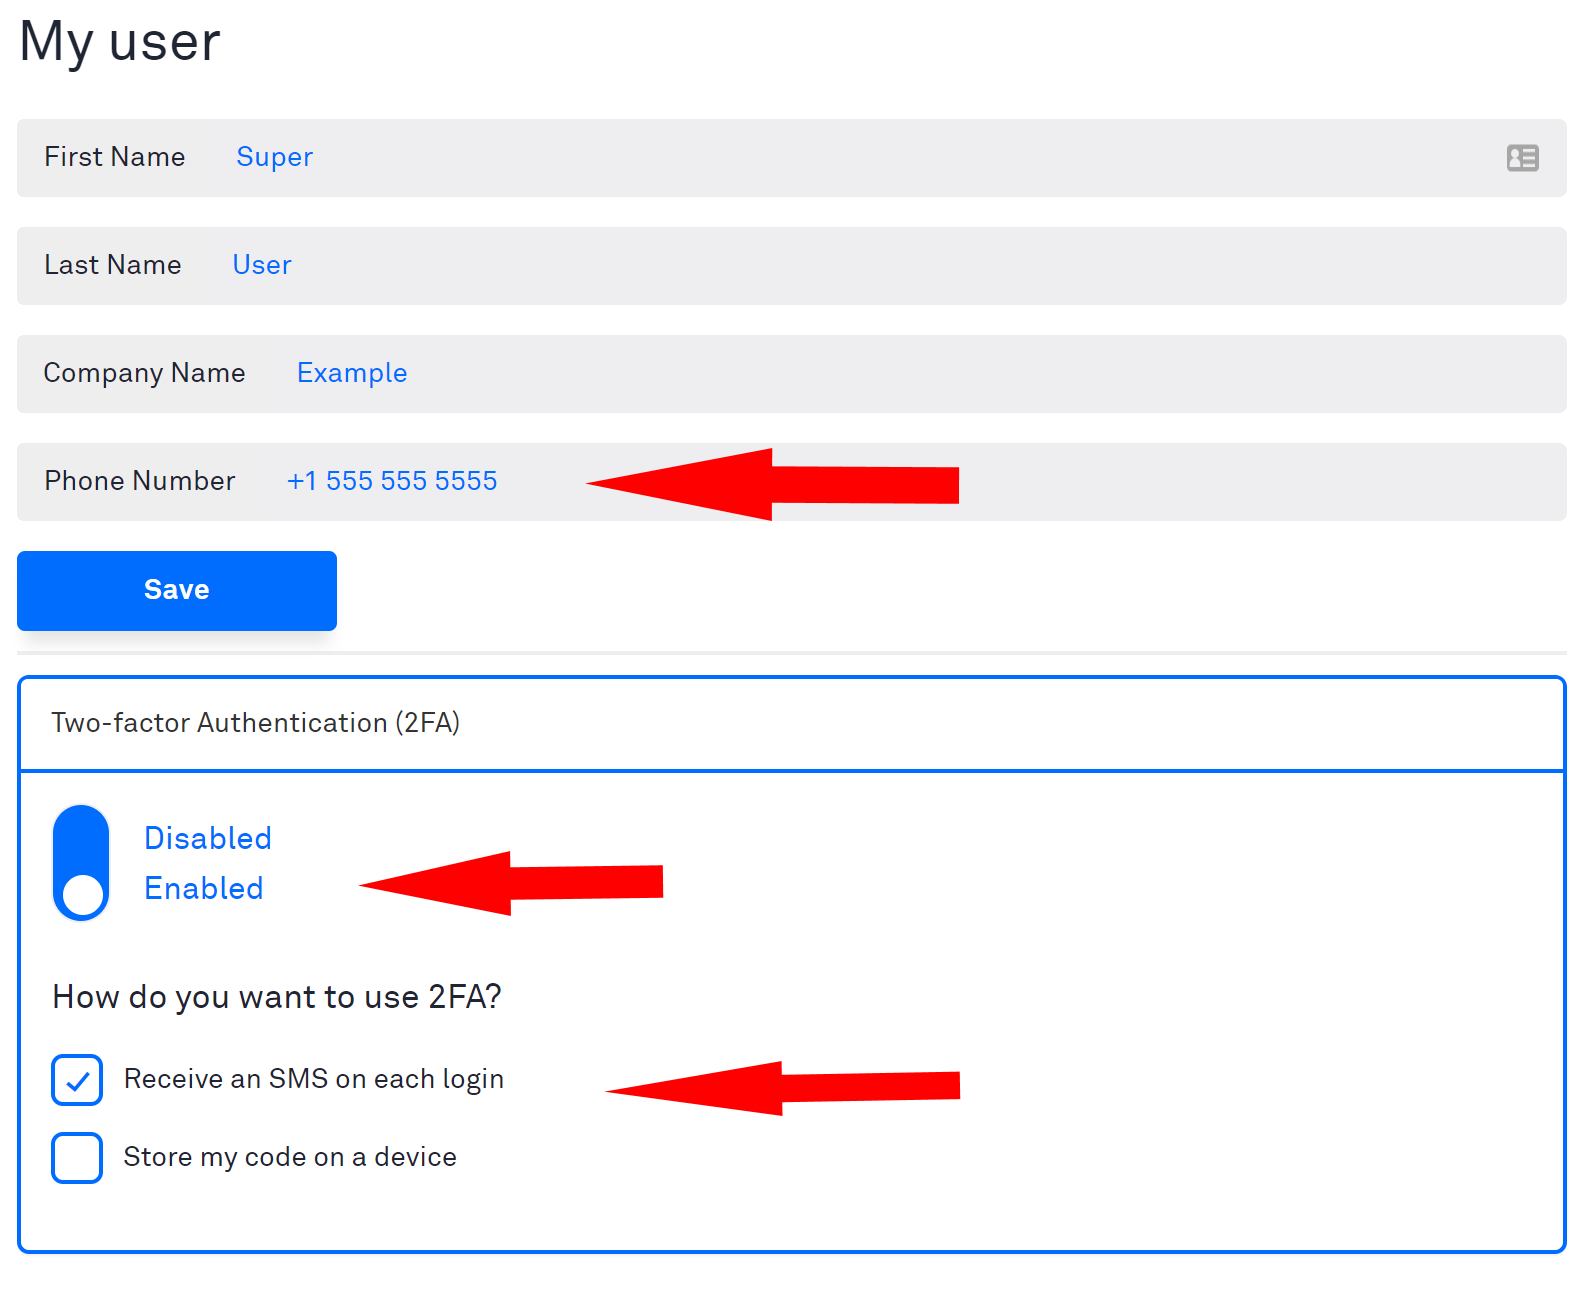 My user
First Name Super
Last Name User
Company Name Example
Phone Number +1 555 555 5555
Save
Two-factor Authentication (2FA)
Disabled
Enabled
How do you want to use 2FA?
Receive an SMS on each login
Store my code on a device